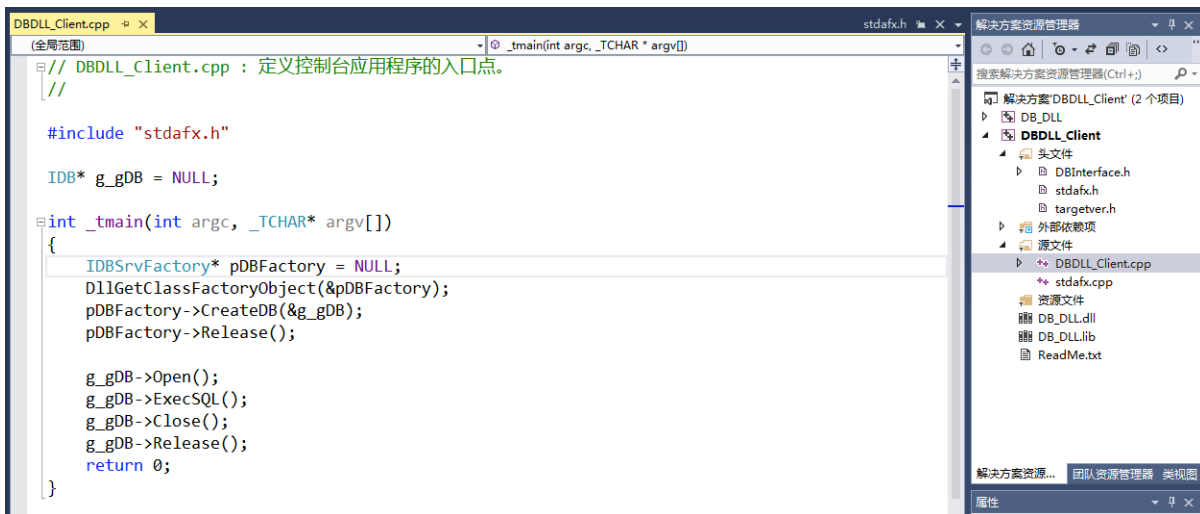 DBDLL_Client.cpp
stdafx.h
(全局范围)
_tmain(int argc, _TCHAR * argv[])
// DBDLL_Client.cpp : 定义控制台应用程序的入口点。
//
#include "stdafx.h"
IDB* g_gDB = NULL;
int _tmain(int argc, _TCHAR* argv[])
{
IDBSrvFactory* pDBFactory = NULL;
DllGetClassFactoryObject(&pDBFactory);
pDBFactory->CreateDB(&g_gDB);
pDBFactory->Release();
g_gDB->Open();
g_gDB->ExecSQL();
g_gDB->Close();
g_gDB->Release();
return 0;
}
解决方案资源管理器
搜索解决方案资源管理器(Ctrl+;)
解决方案'DBDLL_Client' (2 个项目)
DB_DLL
DBDLL_Client
头文件
DBInterface.h
stdafx.h
targetver.h
外部依赖项
源文件
DBDLL_Client.cpp
stdafx.cpp
资源文件
DB_DLL.dll
DB_DLL.lib
ReadMe.txt
解决方案资源... 团队资源管理器 类视图
属性